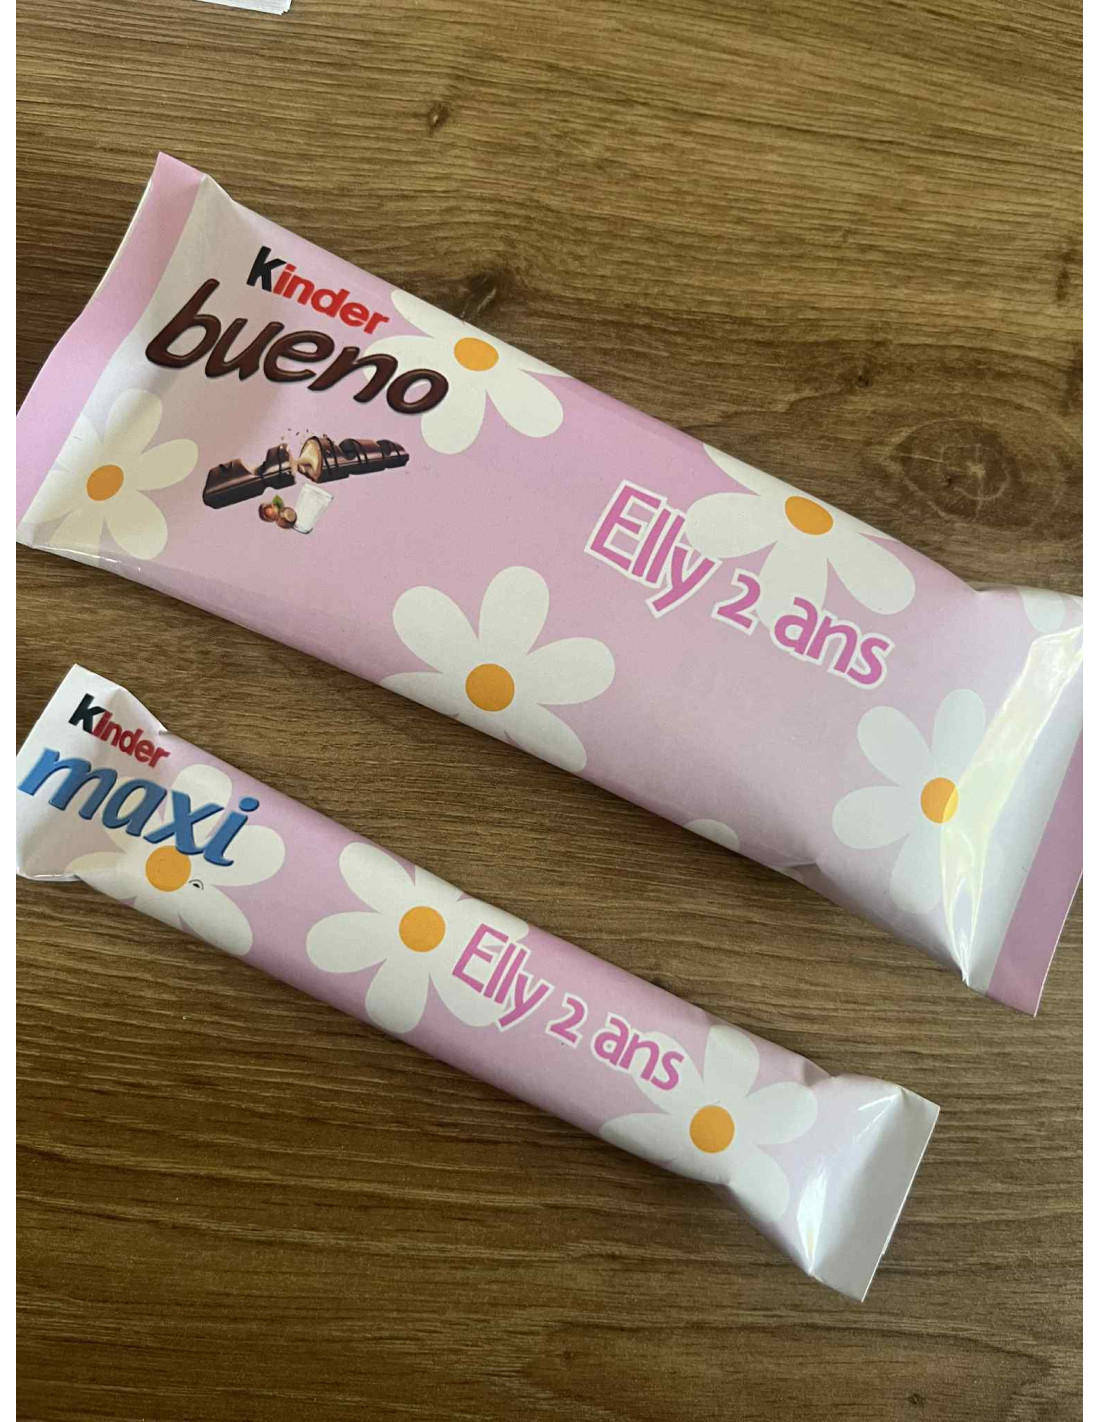 Kinder
bueno
Elly 2 ans
Kinder
maxi
Elly 2 ans